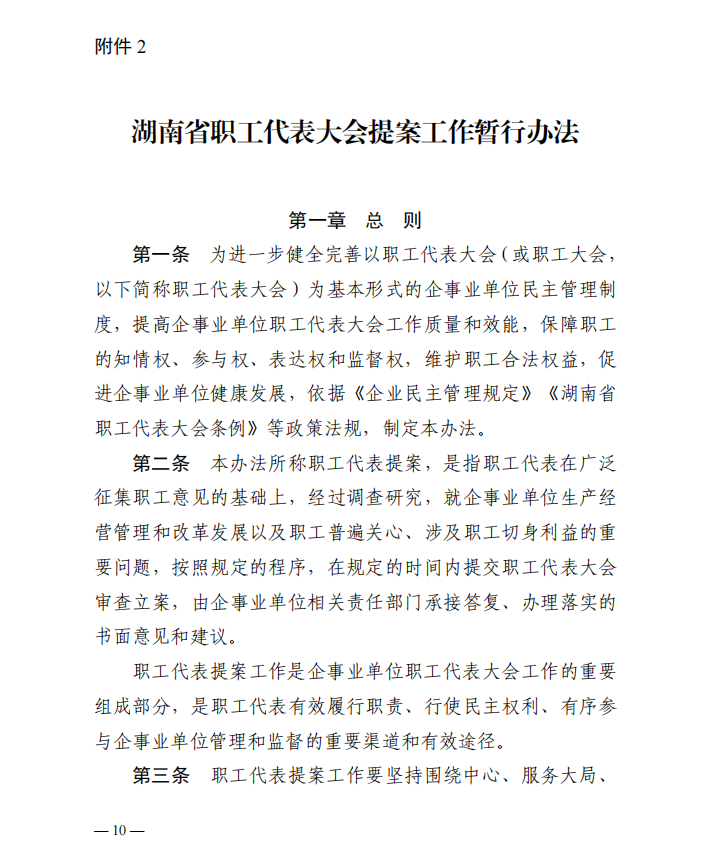 附件 2
湖南省职工代表大会提案工作暂行办法
第一章　总　则
第一条　为进一步健全完善以职工代表大会（或职工大会，
以下简称职工代表大会）为基本形式的企事业单位民主管理制
度，提高企事业单位职工代表大会工作质量和效能，保障职工
的知情权、参与权、表达权和监督权，维护职工合法权益，促
进企事业单位健康发展，依据《企业民主管理规定》《湖南省
职工代表大会条例》等政策法规，制定本办法。
第二条　本办法所称职工代表提案，是指职工代表在广泛
征集职工意见的基础上，经过调查研究，就企事业单位生产经
营管理和改革发展以及职工普遍关心、涉及职工切身利益的重
要问题，按照规定的程序，在规定的时间内提交职工代表大会
审查立案，由企事业单位相关责任部门承接答复、办理落实的
书面意见和建议。
职工代表提案工作是企事业单位职工代表大会工作的重要
组成部分，是职工代表有效履行职责、行使民主权利、有序参
与企事业单位管理和监督的重要渠道和有效途径。
第三条　职工代表提案工作要坚持围绕中心、服务大局、
— 10 —